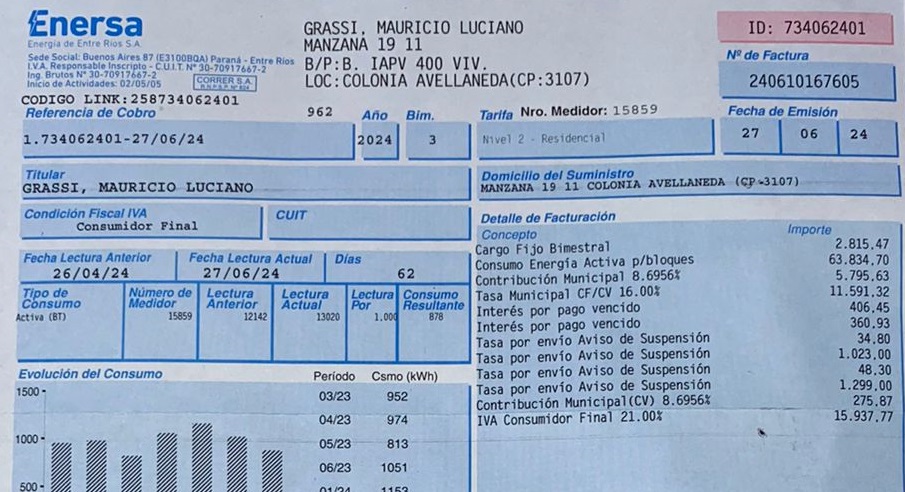 Enersa
Energía de Entre Ríos S.A.
Sede Social: Buenos Aires 87 (E3100BQA) Paraná - Entre Ríos
I.V.A. Responsable Inscripto - C.U.I.T. N° 30-70917667-2
Ing. Brutos N° 30-70917667-2
Inicio de Actividades: 02/05/05
CORRER S.A.
CODIGO LINK:258734062401
GRASSI, MAURICIO LUCIANO
MANZANA 19 11
B/P:B. IAPV 400 VIV.
LOC:COLONIA AVELLANEDA(CP:3107)
ID: 734062401
Nº de Factura
240610167605
Referencia de Cobro
962
Año
Bim.
1.734062401-27/06/24
2024
3
Tarifa
Nro. Medidor: 15859
Nivel 2 - Residencial
Fecha de Emisión
27 06 24
Titular
GRASSI, MAURICIO LUCIANO
Domicilio del Suministro
MANZANA 19 11 COLONIA AVELLANEDA (CP-3107)
Condición Fiscal IVA
Consumidor Final
CUIT
Fecha Lectura Anterior Fecha Lectura Actual Días
26/04/24 27/06/24 62
Tipo de Consumo Número de Medidor Lectura Anterior Lectura Actual Lectura Por Consumo Resultante
Activa (BT) 15859 12142 13020 1.000 878
Detalle de Facturación
Concepto Importe
Cargo Fijo Bimestral 2.815,47
Consumo Energía Activa p/bloques 63.834,70
Contribución Municipal 8.6956% 5.795,63
Tasa Municipal CF/CV 16.00% 11.591,32
Interés por pago vencido 406,45
Interés por pago vencido 360,93
Tasa por envío Aviso de Suspensión 34,80
Tasa por envío Aviso de Suspensión 1.023,00
Tasa por envío Aviso de Suspensión 48,30
Tasa por envío Aviso de Suspensión 1.299,00
Contribución Municipal(CV) 8.6956% 275,87
IVA Consumidor Final 21.00% 15.937,77
Evolución del Consumo
1500
1000
500
Período Csmo (kWh)
03/23 952
04/23 974
05/23 813
06/23 1051
01/24 1153